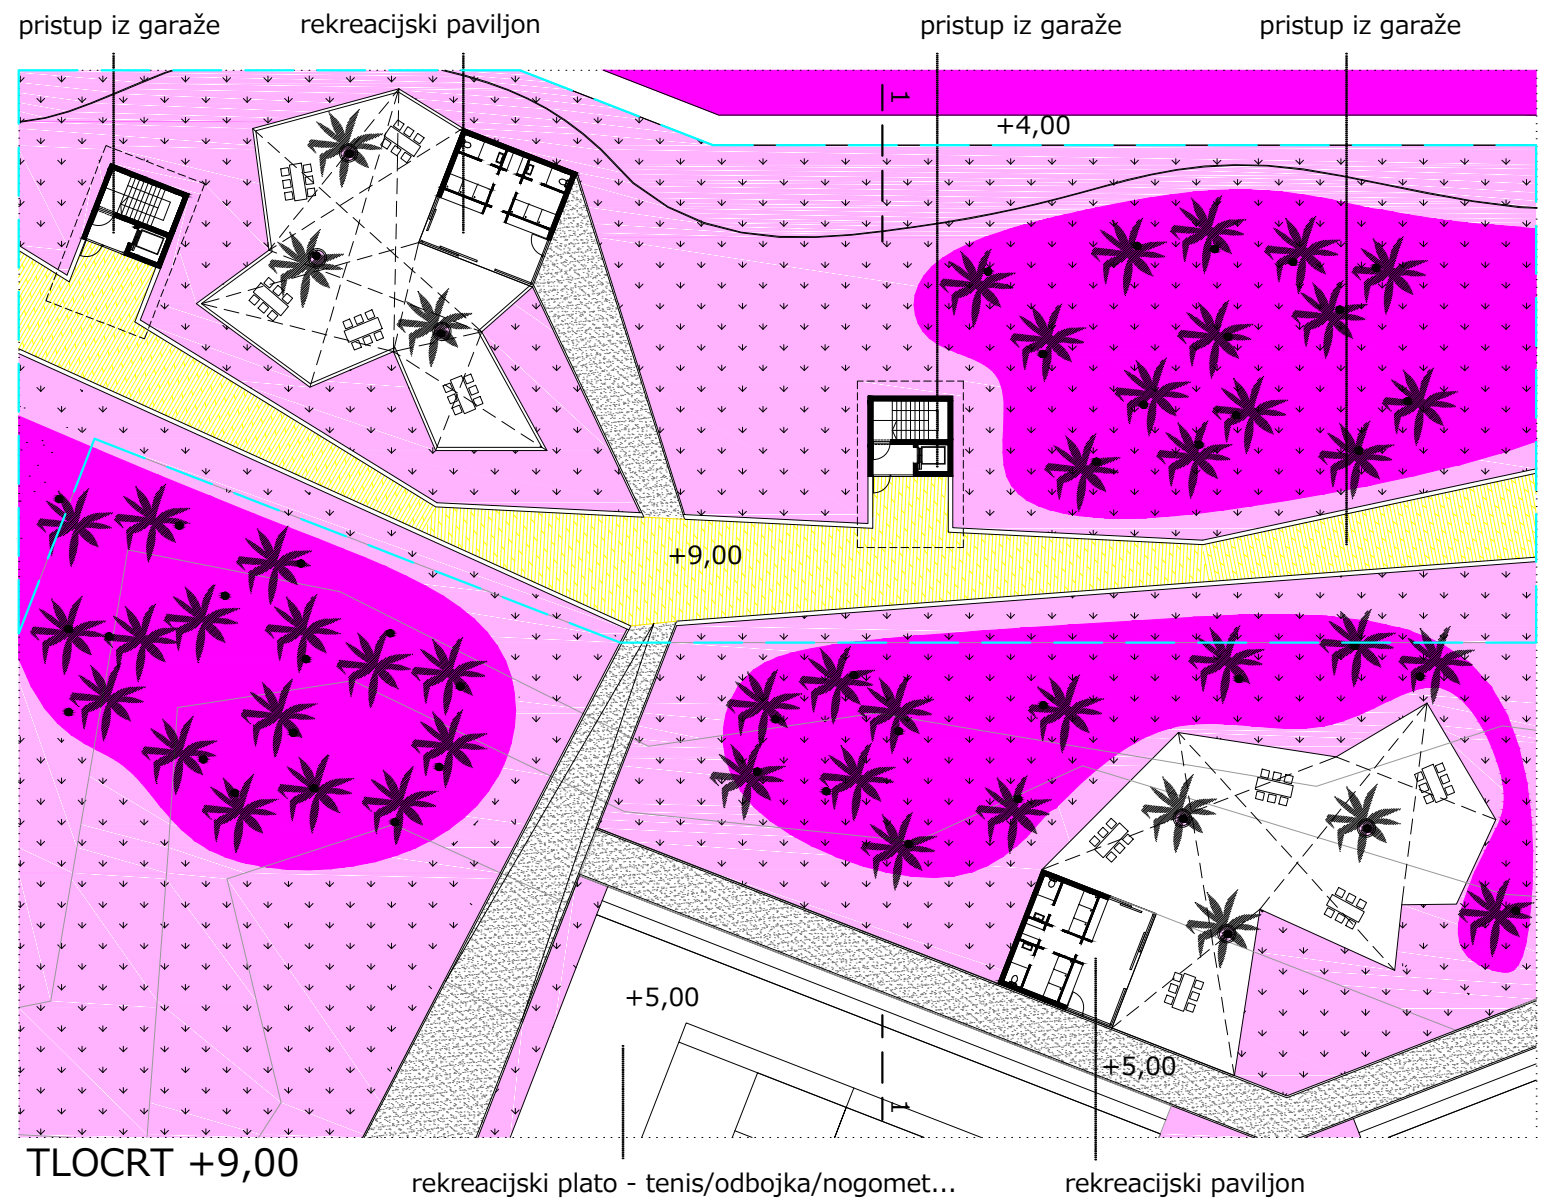 pristup iz garaže
rekreacijski paviljon
pristup iz garaže
pristup iz garaže
1
+4,00
+9,00
+5,00
+5,00
1
TLOCRT +9,00
rekreacijski plato - tenis/odbojka/nogomet...
rekreacijski paviljon